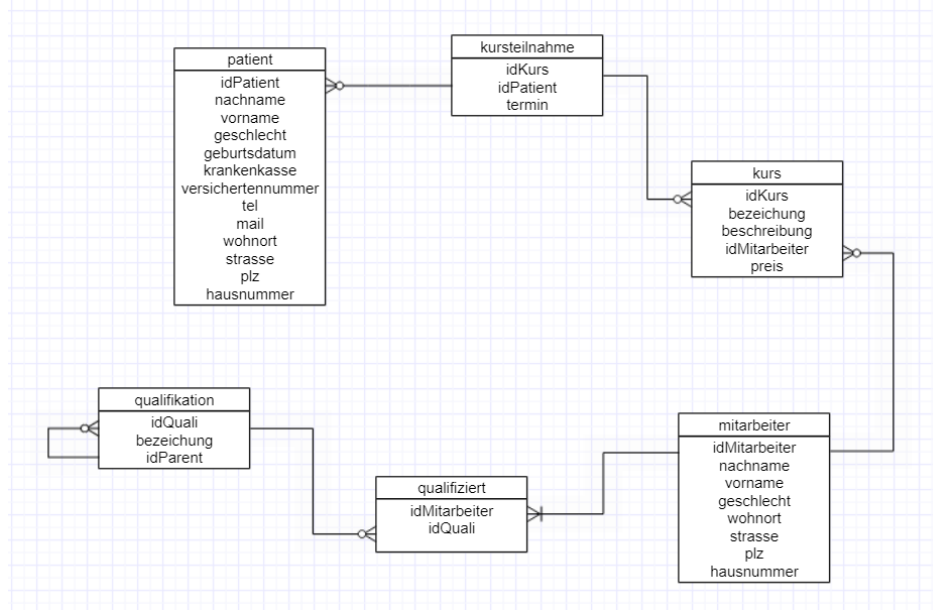 patient
idPatient
nachname
vorname
geschlecht
geburtsdatum
krankenkasse
versichertennummer
tel
mail
wohnort
strasse
plz
hausnummer
kursteilnahme
idKurs
idPatient
termin
kurs
idKurs
bezeichung
beschreibung
idMitarbeiter
preis
qualifikation
idQuali
bezeichung
idParent
qualifiziert
idMitarbeiter
idQuali
mitarbeiter
idMitarbeiter
nachname
vorname
geschlecht
wohnort
strasse
plz
hausnummer